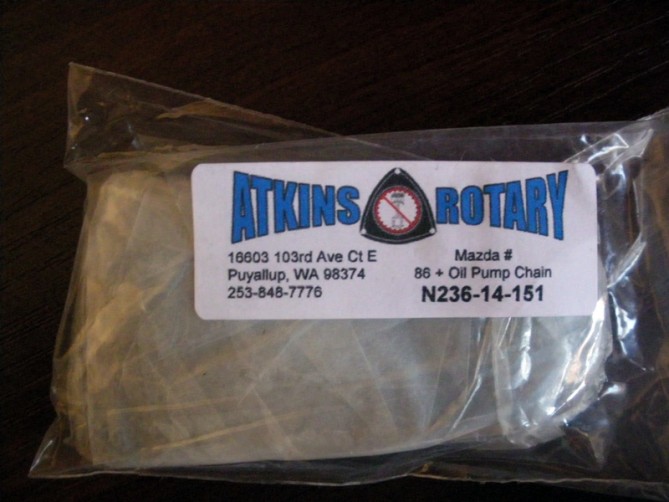 ATKINS ROTARY
16603 103rd Ave Ct E
Puyallup, WA 98374
253-848-7776
Mazda #
86 + Oil Pump Chain
N236-14-151